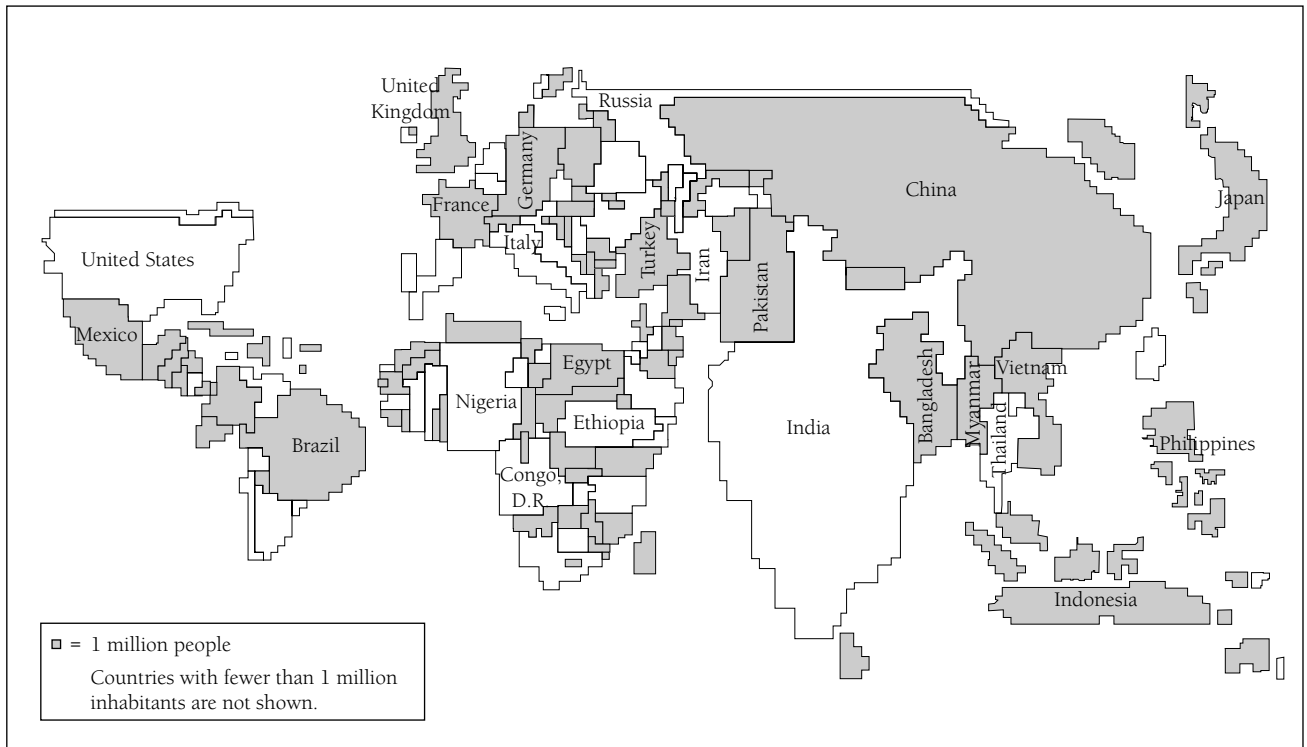 United
Kingdom
Russia
Germany
China
France
Japan
Italy
Turkey
Iran
United States
Pakistan
Mexico
Egypt
Vietnam
Bangladesh
Myanmar
Nigeria
Ethiopia
India
Thailand
Brazil
Philippines
Congo,
D.R.
Indonesia
= 1 million people
Countries with fewer than 1 million
inhabitants are not shown.